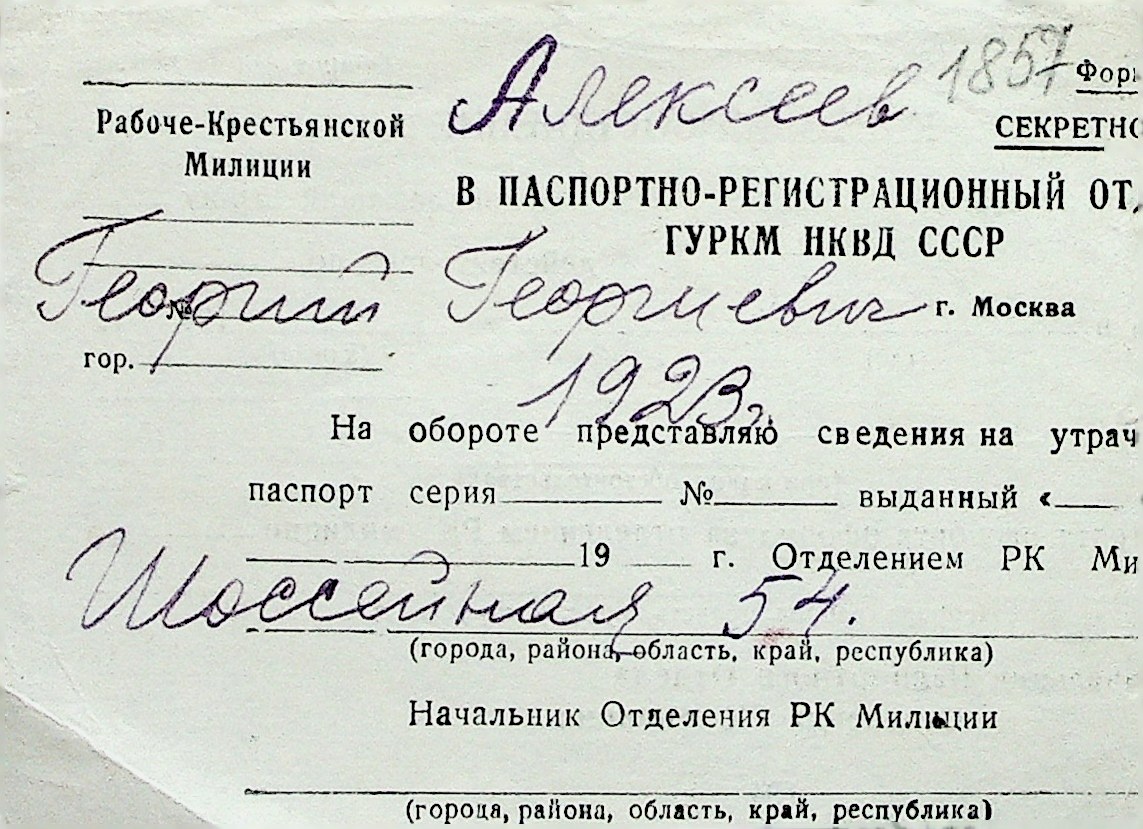 Алексеев 1857
Фор
Рабоче-Крестьянской
Милиции
СЕКРЕТНО
В ПАСПОРТНО-РЕГИСТРАЦИОННЫЙ ОТ
ГУРКМ НКВД СССР
Георгий Георгиевич г. Москва
№
гор.
1923г.
На обороте представляю сведения на утрач
паспорт серия № выданный «
19 г. Отделением РК Ми
Шоссейная 54.
(города, района, область, край, республика)
Начальник Отделения РК Милиции
(города, района, область, край, республика)